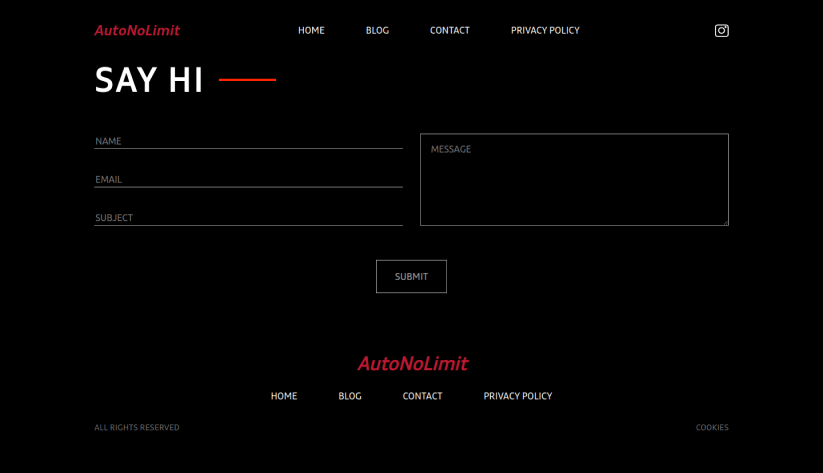 AutoNoLimit HOME BLOG CONTACT PRIVACY POLICY
SAY HI
NAME
EMAIL
SUBJECT
MESSAGE
SUBMIT
AutoNoLimit
HOME BLOG CONTACT PRIVACY POLICY
ALL RIGHTS RESERVED COOKIES